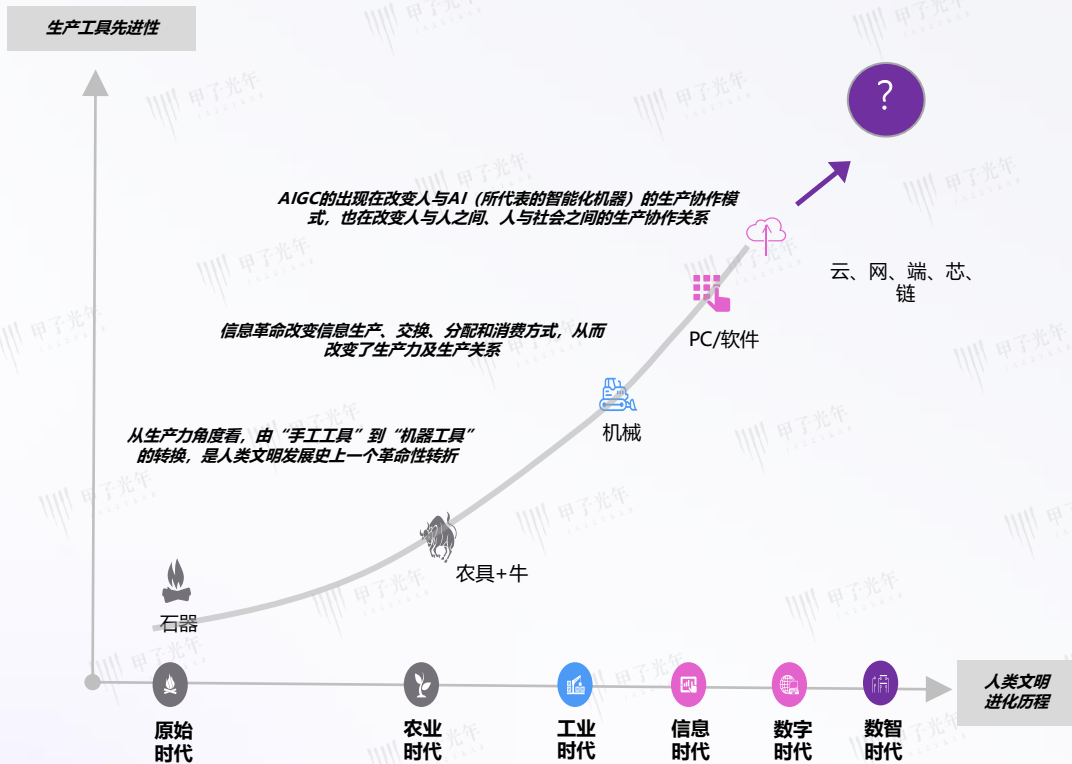 生产工具先进性
?
AIGC的出现在改变人与AI（所代表的智能化机器）的生产协作模
式，也在改变人与人之间、人与社会之间的生产协作关系
云、网、端、芯、
链
信息革命改变信息生产、交换、分配和消费方式，从而
改变了生产力及生产关系
PC/软件
从生产力角度看，由“手工工具”到“机器工具”
的转换，是人类文明发展史上一个革命性转折
机械
农具+牛
石器
人类文明
进化历程
原始
时代
农业
时代
工业
时代
信息
时代
数字
时代
数智
时代
甲子光年